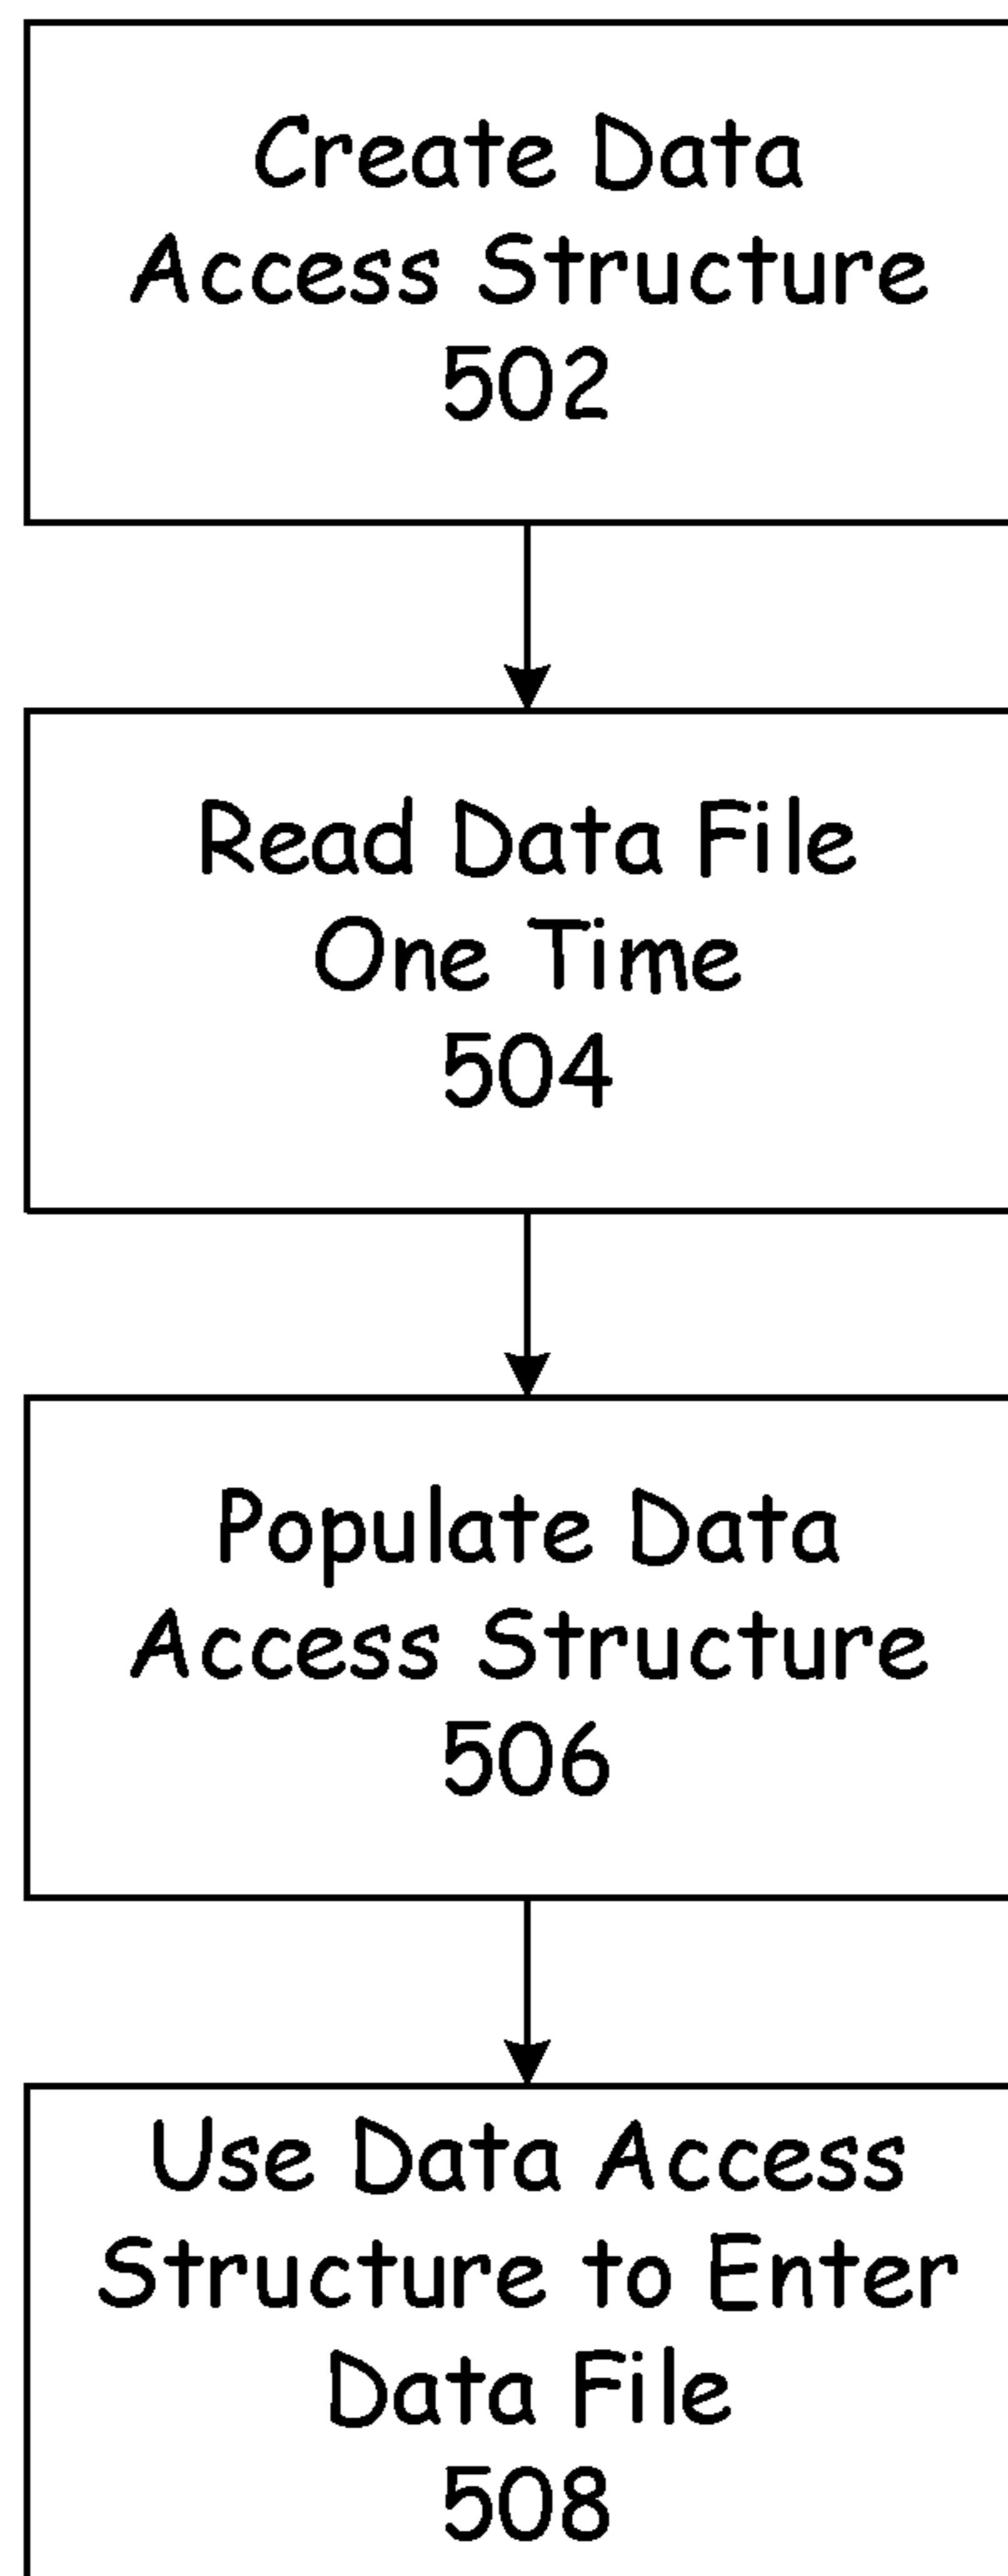 Create Data
Access Structure
502
Read Data File
One Time
504
Populate Data
Access Structure
506
Use Data Access
Structure to Enter
Data File
508